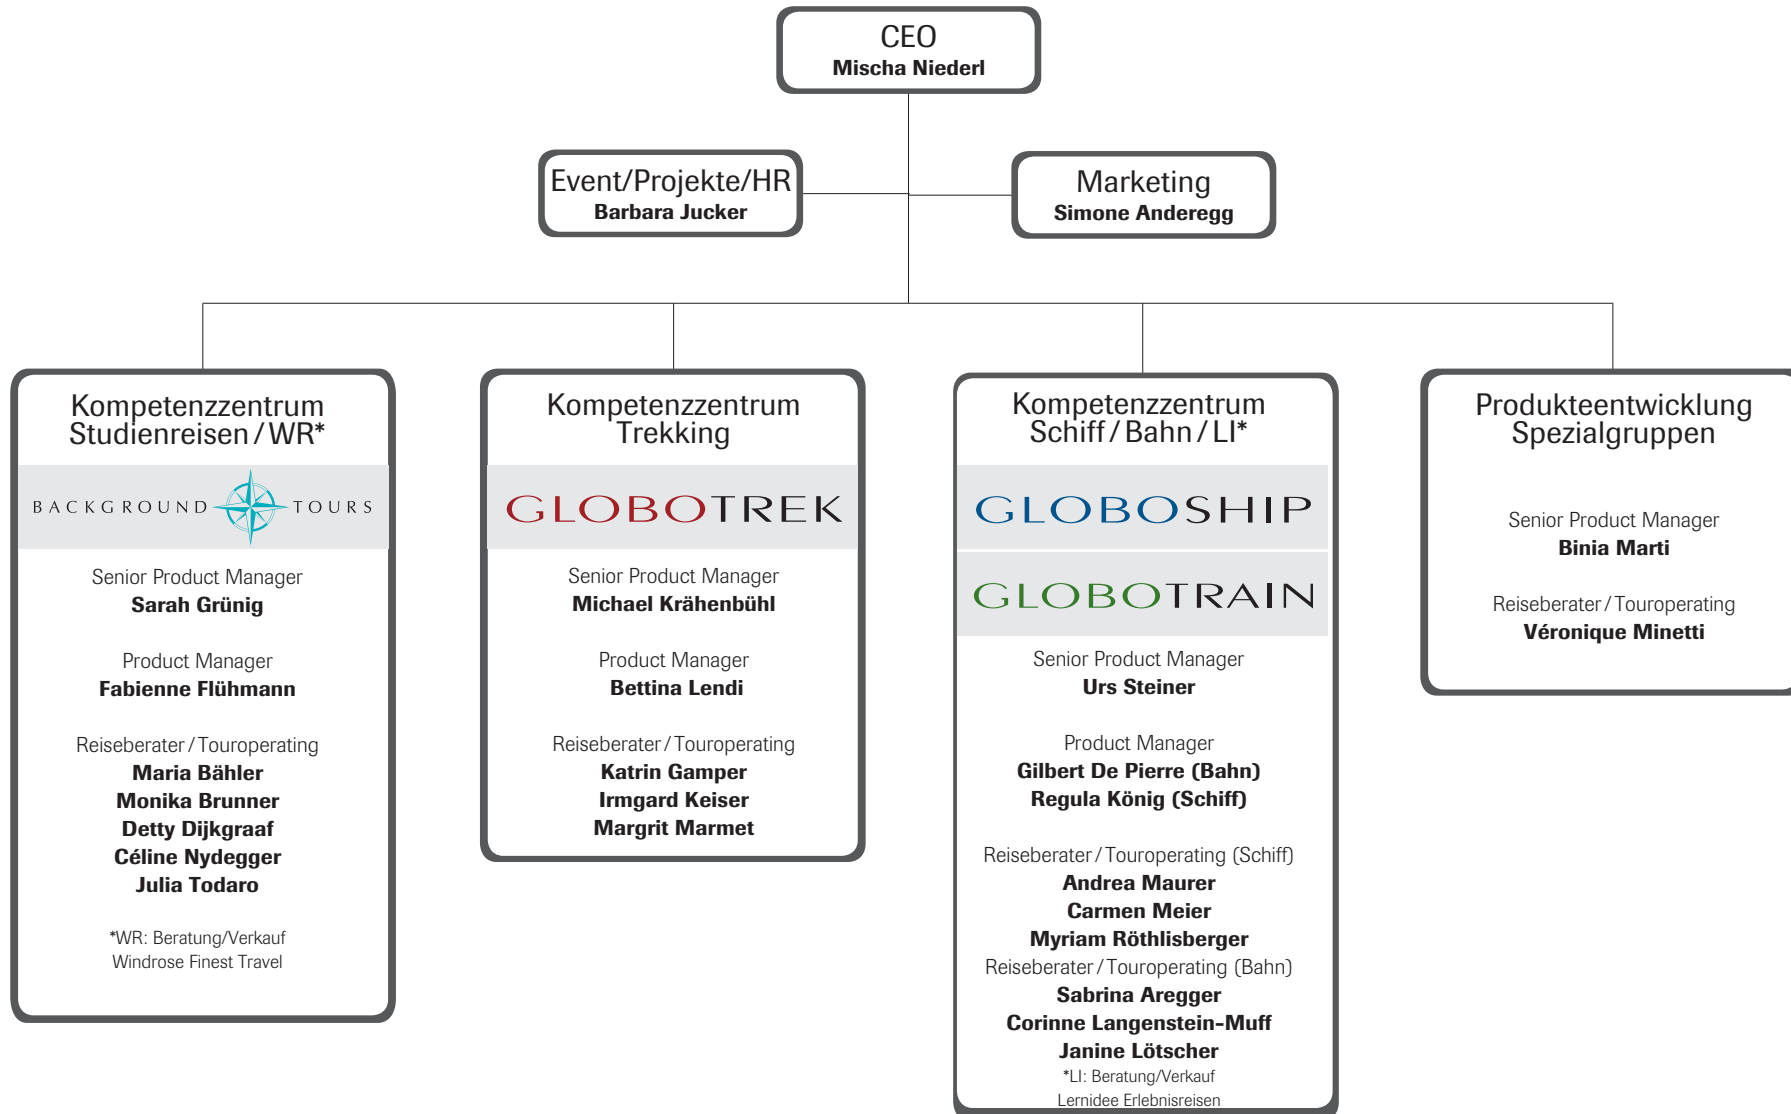 CEO
Mischa Niederl
Event/Projekte/HR
Barbara Jucker
Marketing
Simone Anderegg
Kompetenzzentrum
Studienreisen / WR*
BACKGROUND TOURS
Senior Product Manager
Sarah Grünig
Product Manager
Fabienne Flühmann
Reiseberater / Touroperating
Maria Bähler
Monika Brunner
Detty Dijkgraaf
Céline Nydegger
Julia Todaro
*WR: Beratung/Verkauf
Windrose Finest Travel
Kompetenzzentrum
Trekking
GLOBOTREK
Senior Product Manager
Michael Krähenbühl
Product Manager
Bettina Lendi
Reiseberater / Touroperating
Katrin Gamper
Irmgard Keiser
Margrit Marmet
Kompetenzzentrum
Schiff / Bahn / LI*
GLOBOSHIP
GLOBOTRAIN
Senior Product Manager
Urs Steiner
Product Manager
Gilbert De Pierre (Bahn)
Regula König (Schiff)
Reiseberater / Touroperating (Schiff)
Andrea Maurer
Carmen Meier
Myriam Röthlisberger
Reiseberater / Touroperating (Bahn)
Sabrina Aregger
Corinne Langenstein-Muff
Janine Lötscher
*LI: Beratung/Verkauf
Lernidee Erlebnisreisen
Produkteentwicklung
Spezialgruppen
Senior Product Manager
Binia Marti
Reiseberater / Touroperating
Véronique Minetti